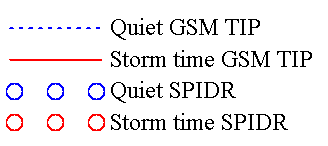 Quiet GSM TIP
Storm time GSM TIP
Quiet SPIDR
Storm time SPIDR